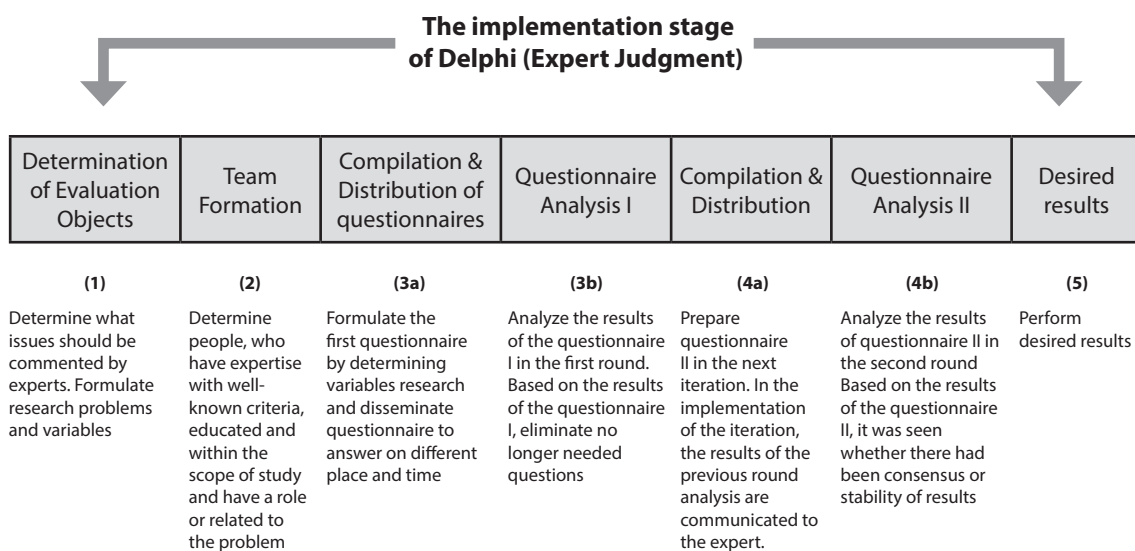 The implementation stage
of Delphi (Expert Judgment)
Determination
of Evaluation
Objects
Team
Formation
Compilation &
Distribution of
questionnaires
Questionnaire
Analysis I
Compilation &
Distribution
Questionnaire
Analysis II
Desired
results
(1)
Determine what
issues should be
commented by
experts. Formulate
research problems
and variables
(2)
Determine
people, who
have expertise
with well-
known criteria,
educated and
within the
scope of study
and have a role
or related to
the problem
(3a)
Formulate the
first questionnaire
by determining
variables research
and disseminate
questionnaire to
answer on different
place and time
(3b)
Analyze the results
of the questionnaire
I in the first round.
Based on the results
of the questionnaire
I, eliminate no
longer needed
questions
(4a)
Prepare
questionnaire
II in the next
iteration. In the
implementation
of the iteration,
the results of the
previous round
analysis are
communicated to
the expert.
(4b)
Analyze the results
of questionnaire II in
the second round
Based on the results
of the questionnaire
II, it was seen
whether there had
been consensus or
stability of results
(5)
Perform
desired results